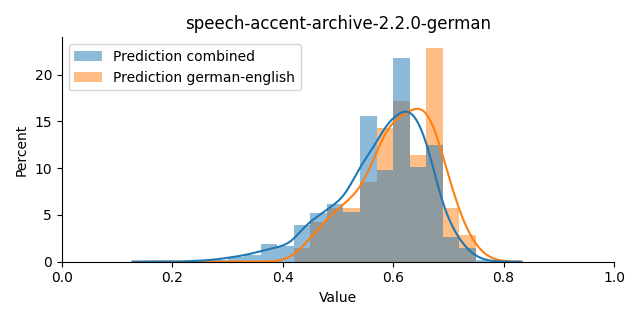 speech-accent-archive-2.2.0-german
Prediction combined
Prediction german-english
Percent
20
15
10
5
0
0.0 0.2 0.4 0.6 0.8 1.0
Value